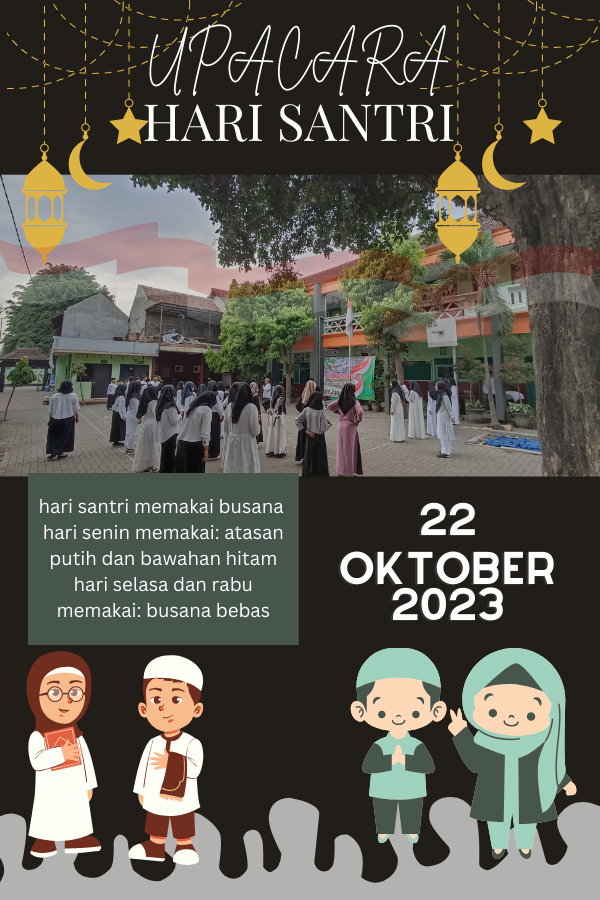 UPACARA
HARI SANTRI
hari santri memakai busana
hari senin memakai: atasan
putih dan bawahan hitam
hari selasa dan rabu
memakai: busana bebas
22
OKTOBER
2023